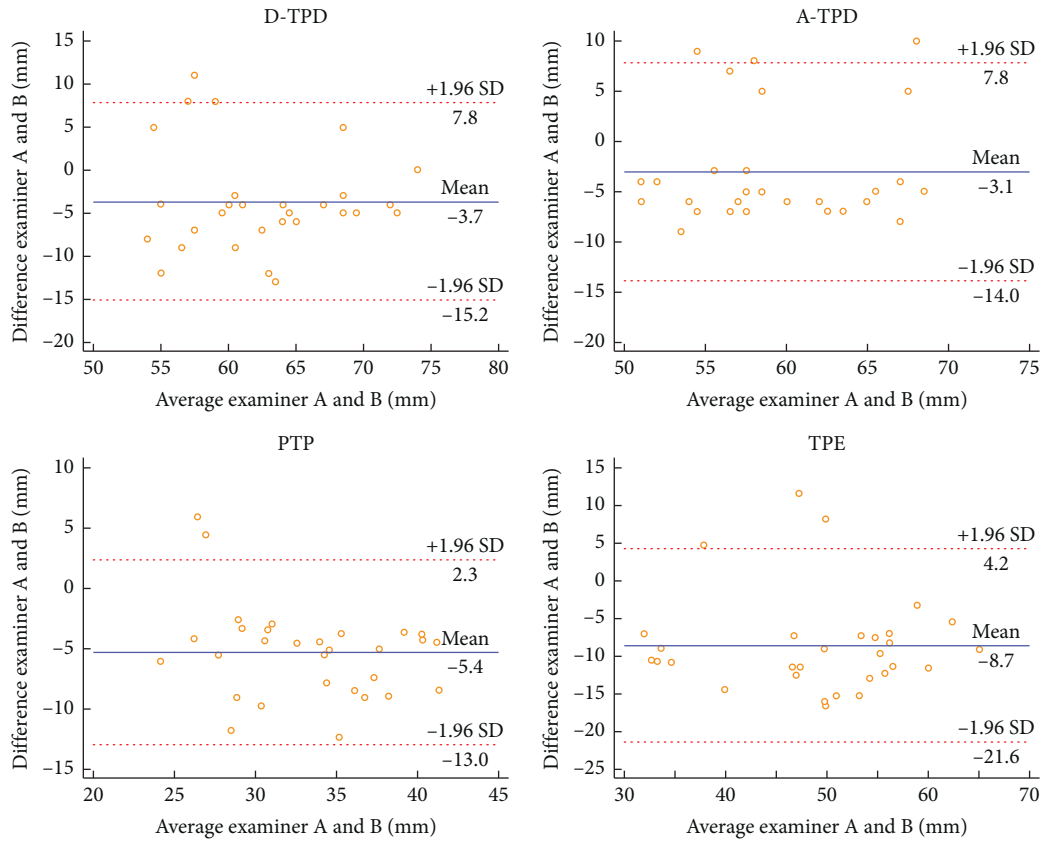 D-TPD
Difference examiner A and B (mm)
15
10
5
0
−5
−10
−15
−20
+1.96 SD
7.8
Mean
−3.7
−1.96 SD
−15.2
50 55 60 65 70 75 80
Average examiner A and B (mm)
A-TPD
Difference examiner A and B (mm)
10
5
0
−5
−10
−15
−20
+1.96 SD
7.8
Mean
−3.1
−1.96 SD
−14.0
50 55 60 65 70 75
Average examiner A and B (mm)
PTP
Difference examiner A and B (mm)
10
5
0
−5
−10
−15
+1.96 SD
2.3
Mean
−5.4
−1.96 SD
−13.0
20 25 30 35 40 45
Average examiner A and B (mm)
TPE
Difference examiner A and B (mm)
15
10
5
0
−5
−10
−15
−20
−25
+1.96 SD
4.2
Mean
−8.7
−1.96 SD
−21.6
30 40 50 60 70
Average examiner A and B (mm)